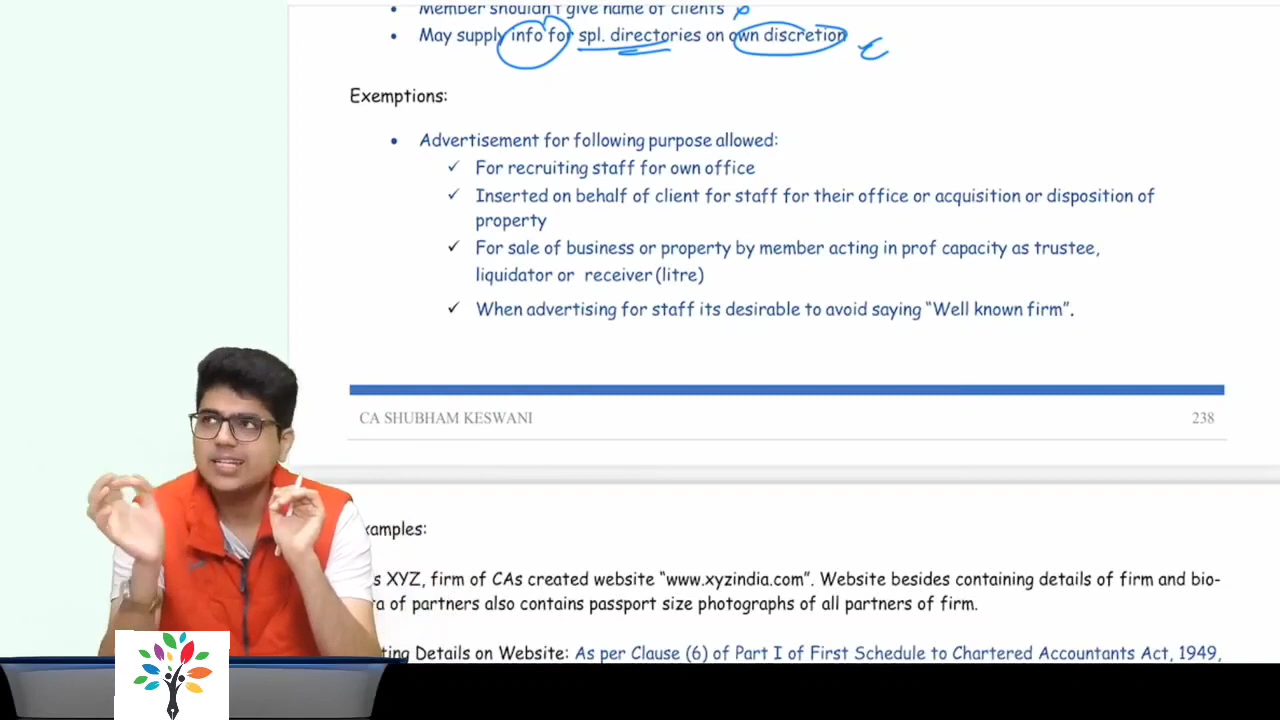 Member shouldn't give name of clients
May supply info for spl. directories on own discretion
Exemptions:
Advertisement for following purpose allowed:
For recruiting staff for own office
Inserted on behalf of client for staff for their office or acquisition or disposition of
property
For sale of business or property by member acting in prof capacity as trustee,
liquidator or receiver (litre)
When advertising for staff its desirable to avoid saying “Well known firm”.
CA SHUBHAM KESWANI 238
xamples:
s XYZ, firm of CAs created website “www.xyzindia.com”. Website besides containing details of firm and bio-
a of partners also contains passport size photographs of all partners of firm.
ting Details on Website: As per Clause (6) of Part I of First Schedule to Chartered Accountants Act, 1949,